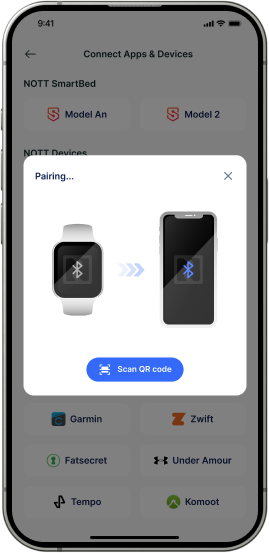 9:41
Connect Apps & Devices
NOTT SmartBed
Model An
Model 2
NOTT Devices
Pairing...
Scan QR code
Garmin
Zwift
Fatsecret
Under Amour
Tempo
Komoot